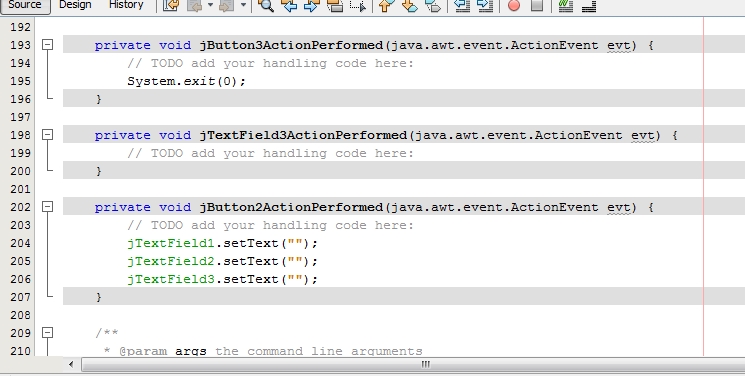 Source Design History
192
193 private void jButton3ActionPerformed(java.awt.event.ActionEvent evt) {
194 // TODO add your handling code here:
195 System.exit(0);
196 }
197
198 private void jTextField3ActionPerformed(java.awt.event.ActionEvent evt) {
199 // TODO add your handling code here:
200 }
201
202 private void jButton2ActionPerformed(java.awt.event.ActionEvent evt) {
203 // TODO add your handling code here:
204 jTextField1.setText("");
205 jTextField2.setText("");
206 jTextField3.setText("");
207 }
208
209 /**
210 * @param args the command line arguments